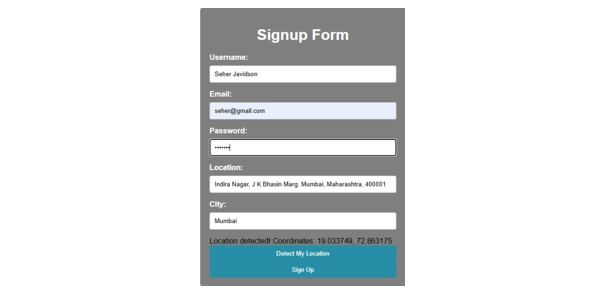 Signup Form
Username:
Seher Javidson
Email:
seher@gmail.com
Password:
•••••••
Location:
Indira Nagar, J K Bhasin Marg, Mumbai, Maharashtra, 400001
City:
Mumbai
Location detected! Coordinates: 19.033749, 72.863175
Detect My Location
Sign Up